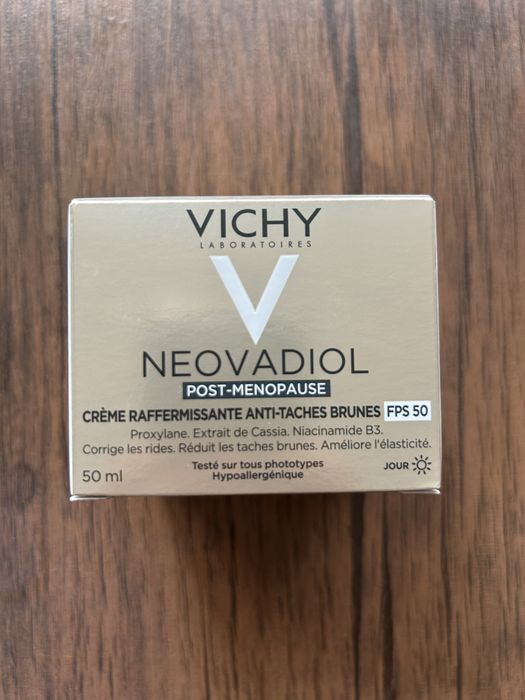 VICHY
LABORATOIRES
V
NEOVADIOL
POST-MENOPAUSE
CRÈME RAFFERMISSANTE ANTI-TACHES BRUNES FPS 50
Proxylane. Extrait de Cassia. Niacinamide B3.
Corrige les rides. Réduit les taches brunes. Améliore l'élasticité.
Testé sur tous phototypes
Hypoallergénique
50 ml
JOUR